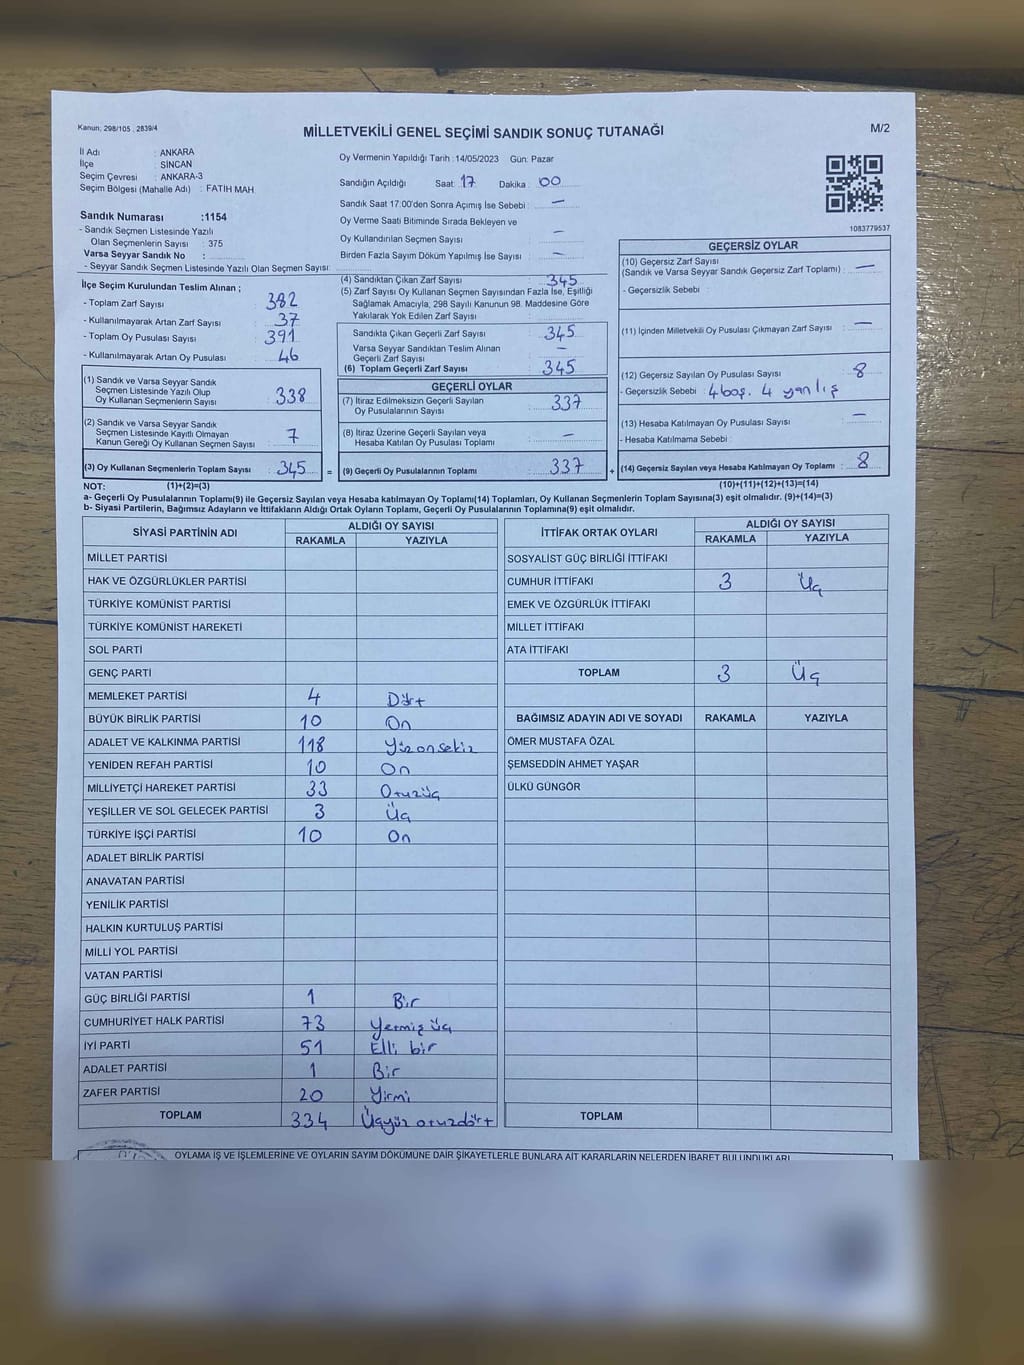 Kanun: 298/105 , 2839/4
MİLLETVEKİLİ GENEL SEÇİMİ SANDIK SONUÇ TUTANAĞI
M/2
İl Adı : ANKARA
İlçe : SİNCAN
Seçim Çevresi : ANKARA-3
Seçim Bölgesi (Mahalle Adı) : FATİH MAH
Sandık Numarası :1154
- Sandık Seçmen Listesinde Yazılı
Olan Seçmenlerin Sayısı : 375
Varsa Seyyar Sandık No :
- Seyyar Sandık Seçmen Listesinde Yazılı Olan Seçmen Sayısı:
İlçe Seçim Kurulundan Teslim Alınan ;
- Toplam Zarf Sayısı : 382
- Kullanılmayarak Artan Zarf Sayısı : 37
- Toplam Oy Pusulası Sayısı : 391
- Kullanılmayarak Artan Oy Pusulası : 46
(1) Sandık ve Varsa Seyyar Sandık
Seçmen Listesinde Yazılı Olup
Oy Kullanan Seçmenlerin Sayısı : 338
(2) Sandık ve Varsa Seyyar Sandık
Seçmen Listesinde Kayıtlı Olmayan
Kanun Gereği Oy Kullanan Seçmen Sayısı : 7
(3) Oy Kullanan Seçmenlerin Toplam Sayısı : 345 =
Oy Vermenin Yapıldığı Tarih : 14/05/2023 Gün: Pazar
Sandığın Açıldığı Saat: 17 Dakika : 00
Sandık Saat 17:00'den Sonra Açımış İse Sebebi : —
Oy Verme Saati Bitiminde Sırada Bekleyen ve
Oy Kullandırılan Seçmen Sayısı : —
Birden Fazla Sayım Döküm Yapılmış İse Sayısı : —
(4) Sandıktan Çıkan Zarf Sayısı : 345
(5) Zarf Sayısı Oy Kullanan Seçmen Sayısından Fazla İse, Eşitliği
Sağlamak Amacıyla, 298 Sayılı Kanunun 98. Maddesine Göre
Yakılarak Yok Edilen Zarf Sayısı :
Sandıkta Çıkan Geçerli Zarf Sayısı : 345
Varsa Seyyar Sandıktan Teslim Alınan
Geçerli Zarf Sayısı : —
(6) Toplam Geçerli Zarf Sayısı : 345
GEÇERLİ OYLAR
(7) İtiraz Edilmeksizin Geçerli Sayılan
Oy Pusulalarının Sayısı : 337
(8) İtiraz Üzerine Geçerli Sayılan veya
Hesaba Katılan Oy Pusulası Toplamı : —
(9) Geçerli Oy Pusulalarının Toplamı : 337 +
1083779537
GEÇERSİZ OYLAR
(10) Geçersiz Zarf Sayısı
(Sandık ve Varsa Seyyar Sandık Geçersiz Zarf Toplamı) : —
- Geçersizlik Sebebi :
(11) İçinden Milletvekili Oy Pusulası Çıkmayan Zarf Sayısı : —
(12) Geçersiz Sayılan Oy Pusulası Sayısı : 8
- Geçersizlik Sebebi : 4 boş. 4 yanlış
(13) Hesaba Katılmayan Oy Pusulası Sayısı : —
- Hesaba Katılmama Sebebi :
(14) Geçersiz Sayılan veya Hesaba Katılmayan Oy Toplamı : 8
NOT: (1)+(2)=(3) (10)+(11)+(12)+(13)=(14)
a- Geçerli Oy Pusulalarının Toplamı(9) ile Geçersiz Sayılan veya Hesaba katılmayan Oy Toplamı(14) Toplamları, Oy Kullanan Seçmenlerin Toplam Sayısına(3) eşit olmalıdır. (9)+(14)=(3)
b- Siyasi Partilerin, Bağımsız Adayların ve İttifakların Aldığı Ortak Oyların Toplamı, Geçerli Oy Pusulalarının Toplamına(9) eşit olmalıdır.
SİYASİ PARTİNİN ADI ALDIĞI OY SAYISI
RAKAMLA YAZIYLA
MİLLET PARTİSİ
HAK VE ÖZGÜRLÜKLER PARTİSİ
TÜRKİYE KOMÜNİST PARTİSİ
TÜRKİYE KOMÜNİST HAREKETİ
SOL PARTİ
GENÇ PARTİ
MEMLEKET PARTİSİ 4 Dört
BÜYÜK BİRLİK PARTİSİ 10 On
ADALET VE KALKINMA PARTİSİ 118 Yüzonsekiz
YENİDEN REFAH PARTİSİ 10 On
MİLLİYETÇİ HAREKET PARTİSİ 33 Otuzüç
YEŞİLLER VE SOL GELECEK PARTİSİ 3 Üç
TÜRKİYE İŞÇİ PARTİSİ 10 On
ADALET BİRLİK PARTİSİ
ANAVATAN PARTİSİ
YENİLİK PARTİSİ
HALKIN KURTULUŞ PARTİSİ
MİLLİ YOL PARTİSİ
VATAN PARTİSİ
GÜÇ BİRLİĞİ PARTİSİ 1 Bir
CUMHURİYET HALK PARTİSİ 73 Yetmiş üç
İYİ PARTİ 51 Elli bir
ADALET PARTİSİ 1 Bir
ZAFER PARTİSİ 20 Yirmi
TOPLAM 334 Üçyüz otuzdört
İTTİFAK ORTAK OYLARI ALDIĞI OY SAYISI
RAKAMLA YAZIYLA
SOSYALİST GÜÇ BİRLİĞİ İTTİFAKI
CUMHUR İTTİFAKI 3 Üç
EMEK VE ÖZGÜRLÜK İTTİFAKI
MİLLET İTTİFAKI
ATA İTTİFAKI
TOPLAM 3 Üç
BAĞIMSIZ ADAYIN ADI VE SOYADI RAKAMLA YAZIYLA
ÖMER MUSTAFA ÖZAL
ŞEMSEDDİN AHMET YAŞAR
ÜLKÜ GÜNGÖR
TOPLAM
OYLAMA İŞ VE İŞLEMLERİNE VE OYLARIN SAYIM DÖKÜMÜNE DAİR ŞİKAYETLERLE BUNLARA AİT KARARLARIN NELERDEN İBARET BULUNDUKLARI